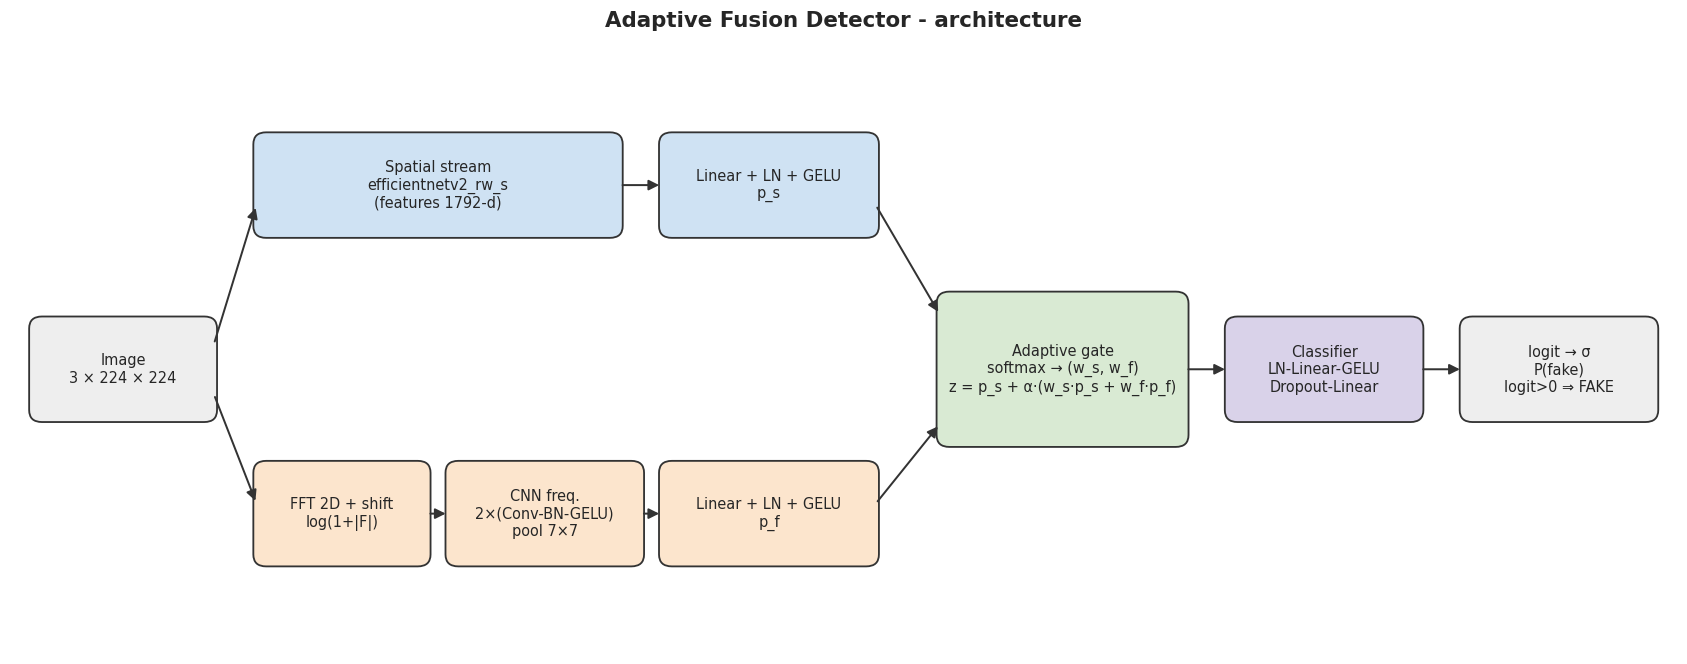 Adaptive Fusion Detector - architecture
Spatial stream
efficientnetv2_rw_s
(features 1792-d)
Linear + LN + GELU
p_s
Image
3 × 224 × 224
FFT 2D + shift
log(1+|F|)
CNN freq.
2×(Conv-BN-GELU)
pool 7×7
Linear + LN + GELU
p_f
Adaptive gate
softmax → (w_s, w_f)
z = p_s + α·(w_s·p_s + w_f·p_f)
Classifier
LN-Linear-GELU
Dropout-Linear
logit → σ
P(fake)
logit>0 ⇒ FAKE